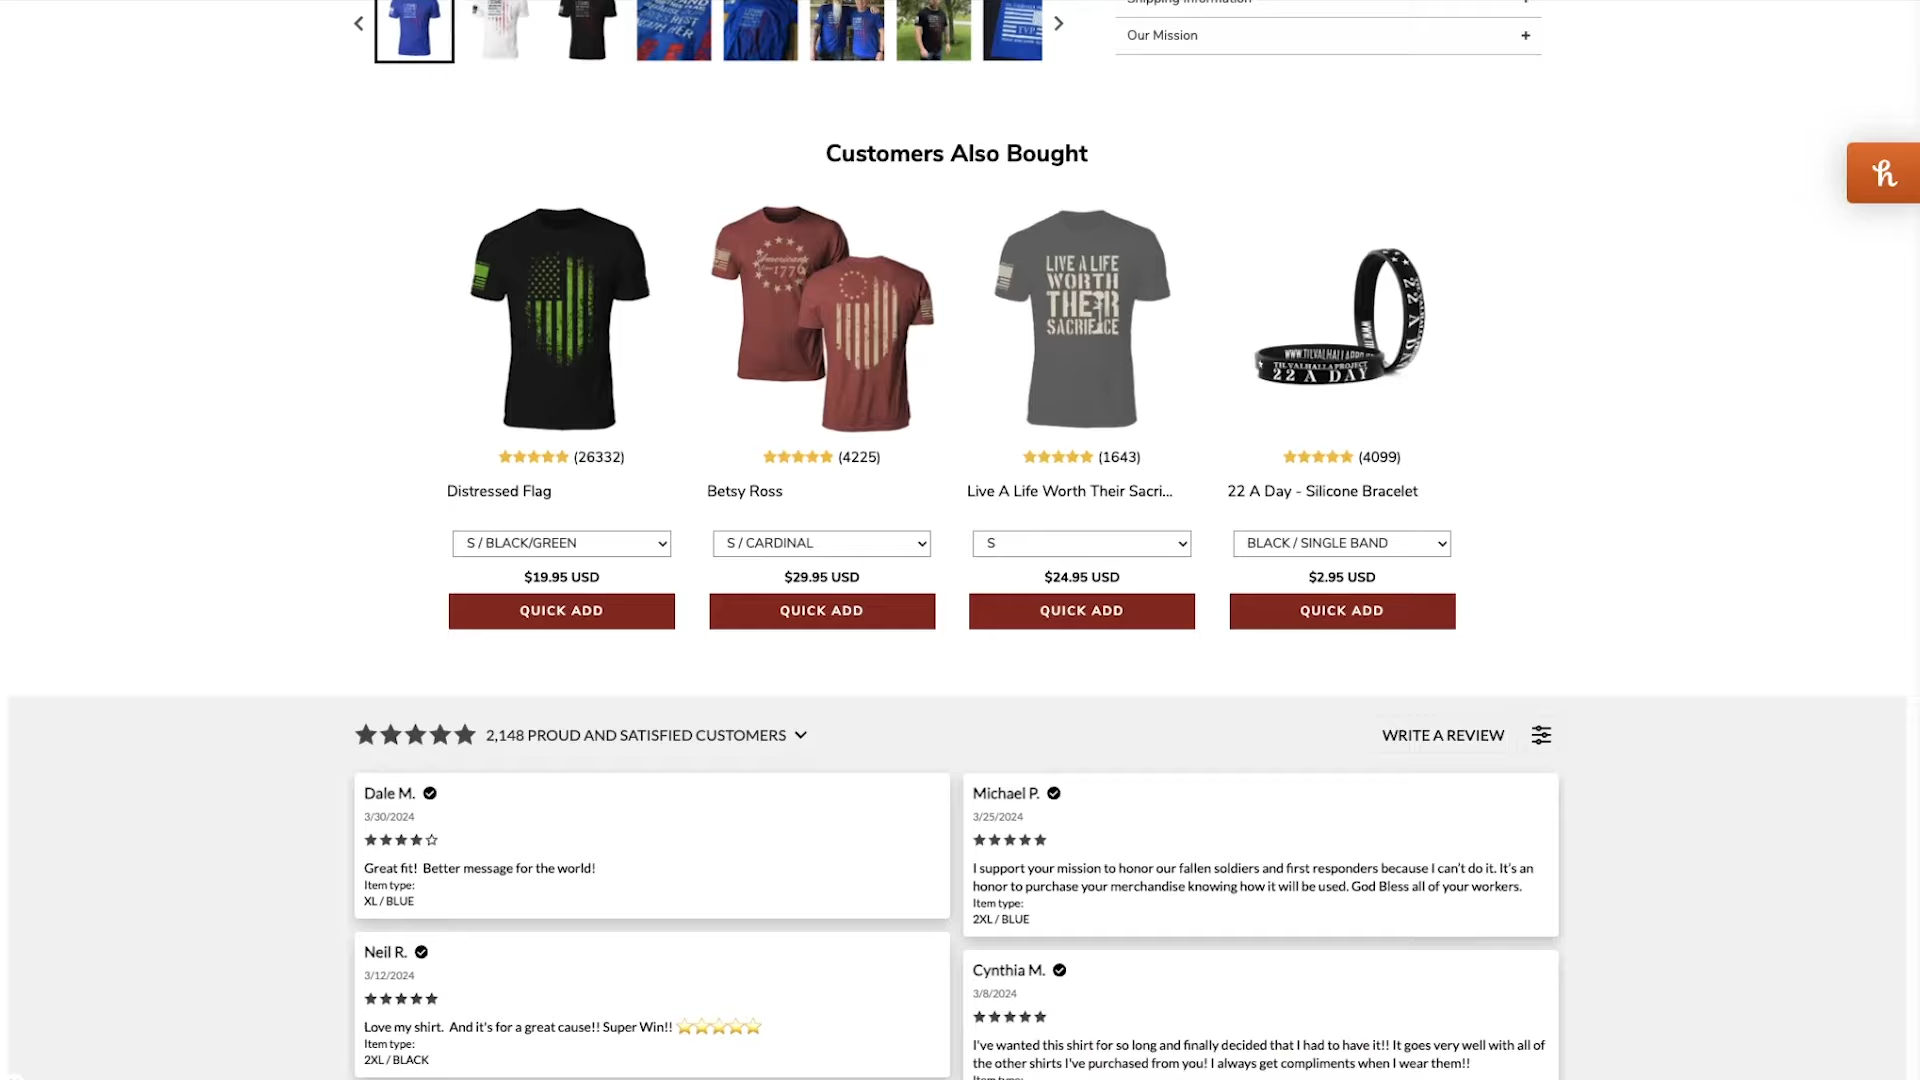 Our Mission
Customers Also Bought
American
1776
LIVE A LIFE
WORTH
THEIR
SACRIFICE
22 A DAY
TIL VALHALLA PROJECT
22 A DAY
(26332)
(4225)
(1643)
(4099)
Distressed Flag
Betsy Ross
Live A Life Worth Their Sacri...
22 A Day - Silicone Bracelet
S / BLACK/GREEN
S / CARDINAL
S
BLACK / SINGLE BAND
$19.95 USD
$29.95 USD
$24.95 USD
$2.95 USD
QUICK ADD
QUICK ADD
QUICK ADD
QUICK ADD
2,148 PROUD AND SATISFIED CUSTOMERS
WRITE A REVIEW
Dale M.
3/30/2024
Great fit! Better message for the world!
Item type:
XL / BLUE
Michael P.
3/25/2024
I support your mission to honor our fallen soldiers and first responders because I can't do it. It's an
honor to purchase your merchandise knowing how it will be used. God Bless all of your workers.
Item type:
2XL / BLUE
Neil R.
3/12/2024
Love my shirt. And it's for a great cause!! Super Win!! ⭐⭐⭐⭐⭐
Item type:
2XL / BLACK
Cynthia M.
3/8/2024
I've wanted this shirt for so long and finally decided that I had to have it!! It goes very well with all of
the other shirts I've purchased from you! I always get compliments when I wear them!!